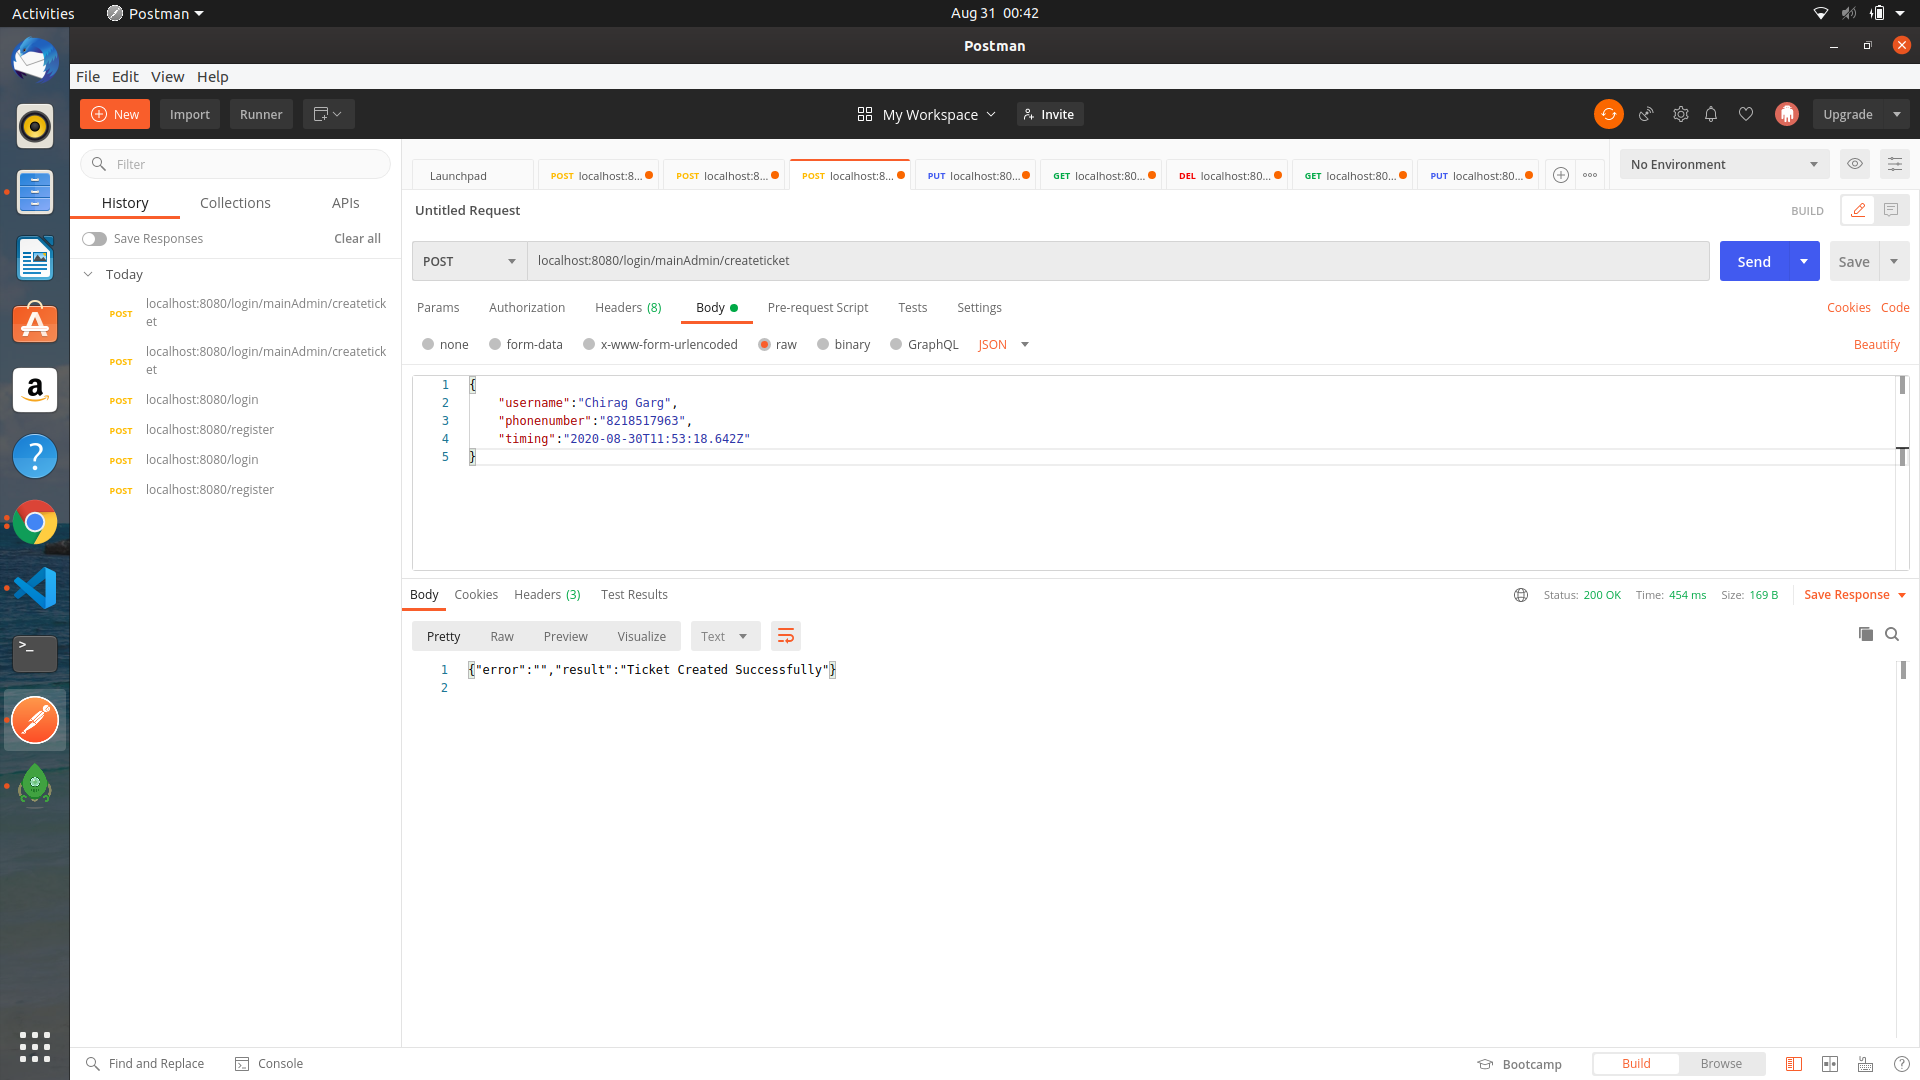 Activities
Postman
Aug 31 00:42
Postman
File Edit View Help
New
Import
Runner
My Workspace
Invite
Upgrade
Filter
Launchpad
POST localhost:8...
POST localhost:8...
POST localhost:8...
PUT localhost:80...
GET localhost:80...
DEL localhost:80...
GET localhost:80...
PUT localhost:80...
No Environment
History Collections APIs
Save Responses Clear all
Today
POST localhost:8080/login/mainAdmin/createtick
et
POST localhost:8080/login/mainAdmin/createtick
et
POST localhost:8080/login
POST localhost:8080/register
POST localhost:8080/login
POST localhost:8080/register
Untitled Request
BUILD
POST localhost:8080/login/mainAdmin/createticket
Send
Save
Params Authorization Headers (8) Body Pre-request Script Tests Settings
Cookies Code
none form-data x-www-form-urlencoded raw binary GraphQL JSON
Beautify
1 {
2 "username":"Chirag Garg",
3 "phonenumber":"8218517963",
4 "timing":"2020-08-30T11:53:18.642Z"
5 }
Body Cookies Headers (3) Test Results
Status: 200 OK Time: 454 ms Size: 169 B
Save Response
Pretty Raw Preview Visualize Text
1 {"error":"","result":"Ticket Created Successfully"}
2
Find and Replace
Console
Bootcamp
Build Browse